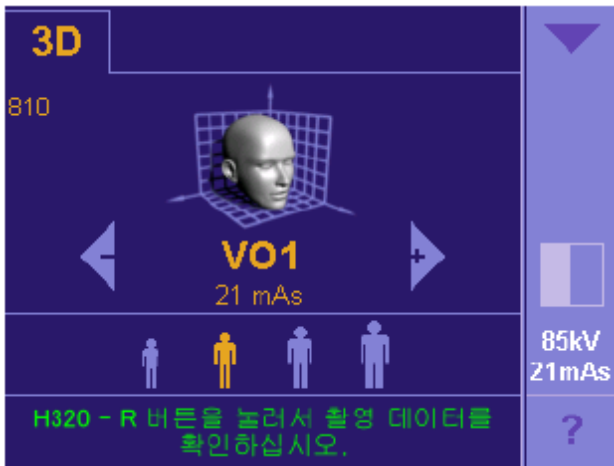 3D
810
- VO1 +
21 mAs
85kV
21mAs
H320 - R 버튼을 눌러서 촬영 데이터를
확인하십시오.
?